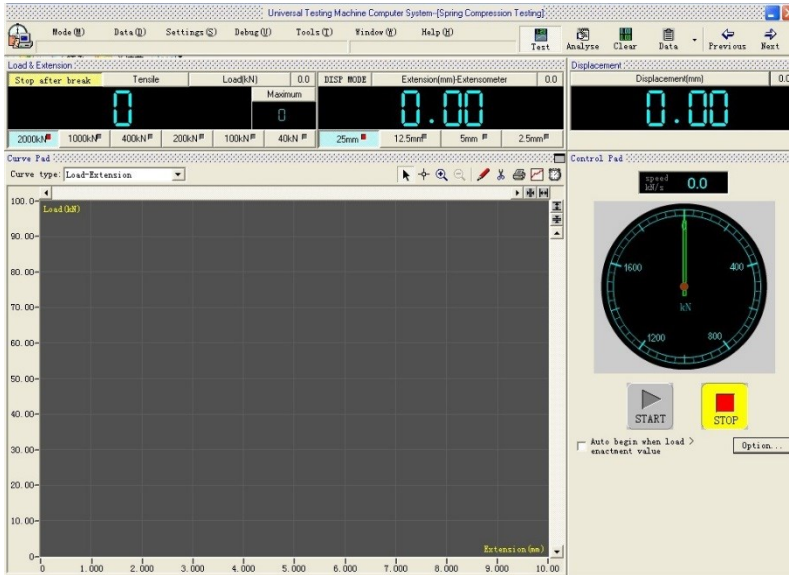 Universal Testing Machine Computer System-[Spring Compression Testing]
Mode(M) Data(D) Settings(S) Debug(U) Tools(T) Window(W) Help(H)
Test Analyse Clear Data Previous Next
Load & Extension
Displacement
Stop after break Tensile Load(kN) 0.0 DISP MODE Extension(mm)-Extensometer 0.0 Displacement(mm) 0.0
Maximum
0 0 0.00 0.00
2000kN 1000kN 400kN 200kN 100kN 40kN 25mm 12.5mm 5mm 2.5mm
Curve Pad
Control Pad
Curve type: Load-Extension
speed
kN/s 0.0
Load(kN)
100.0
90.00
80.00
70.00
60.00
50.00
40.00
30.00
20.00
10.00
0
Extension(mm)
0 1.000 2.000 3.000 4.000 5.000 6.000 7.000 8.000 9.000 10.00
0
1600 400
kN
1200 800
START STOP
Auto begin when load >
enactment value
Option...